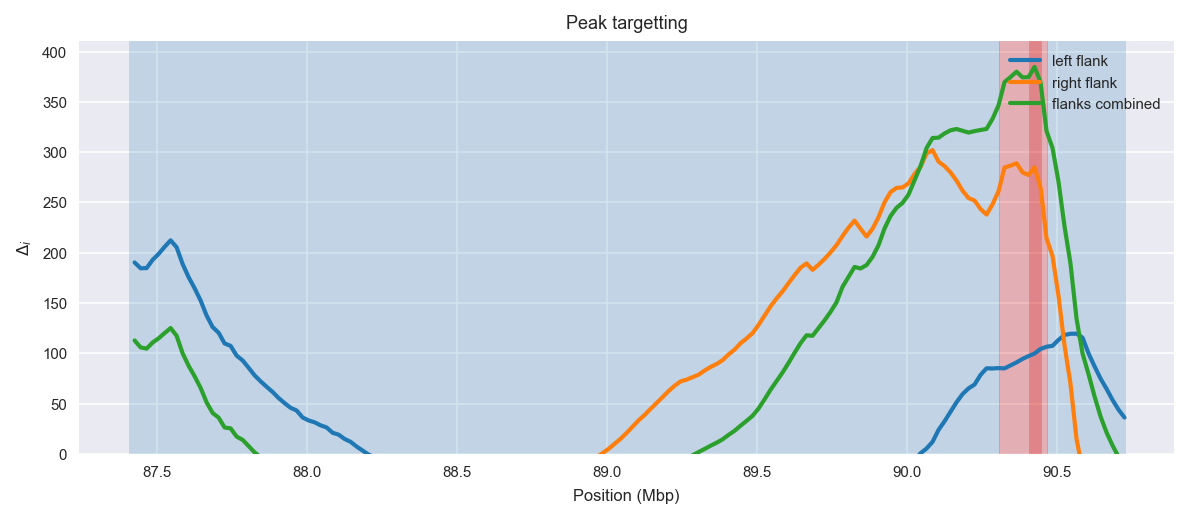 Peak targetting
400
350
300
250
200
150
100
50
0
Δi
left flank
right flank
flanks combined
87.5 88.0 88.5 89.0 89.5 90.0 90.5
Position (Mbp)